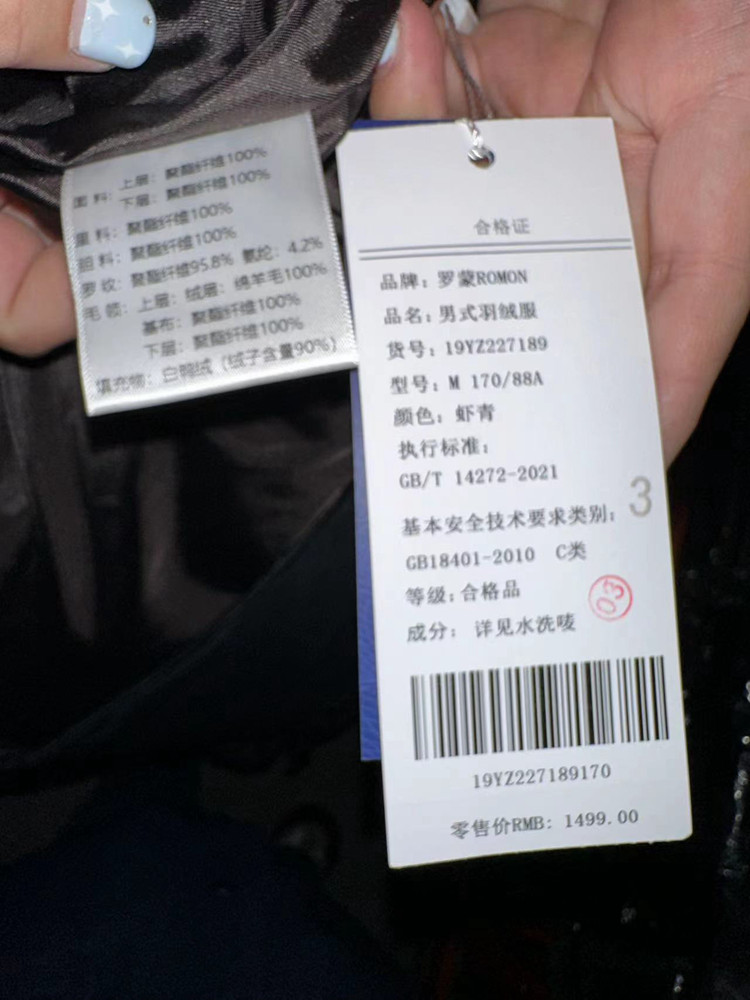 面料：上层：聚酯纤维100%
下层：聚酯纤维100%
里料：聚酯纤维100%
胆料：聚酯纤维100%
罗纹：聚酯纤维95.8% 氨纶：4.2%
毛领：上层：绒层：绵羊毛100%
基布：聚酯纤维100%
下层：聚酯纤维100%
填充物：白鸭绒（绒子含量90%）
合格证
品牌：罗蒙ROMON
品名：男式羽绒服
货号：19YZ227189
型号：M 170/88A
颜色：虾青
执行标准：
GB/T 14272-2021
3
基本安全技术要求类别：
GB18401-2010 C类
等级：合格品
03
成分： 详见水洗唛
19YZ227189170
零售价RMB: 1499.00